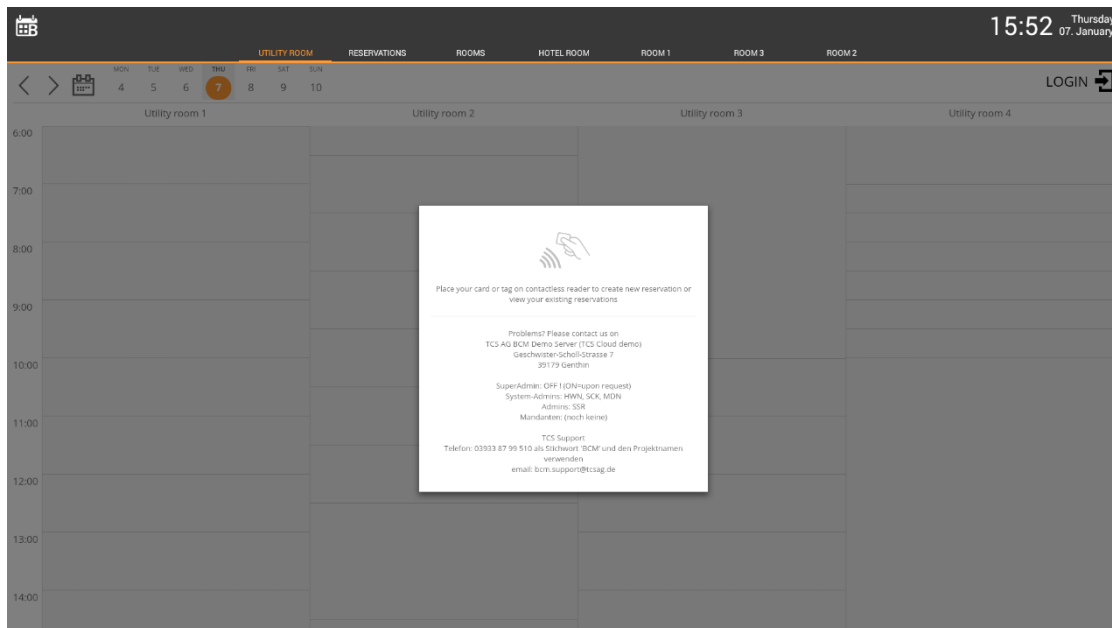 B
15:52
Thursday
07. January
UTILITY ROOM RESERVATIONS ROOMS HOTEL ROOM ROOM 1 ROOM 3 ROOM 2
MON TUE WED THU FRI SAT SUN
4 5 6 7 8 9 10
LOGIN
Utility room 1 Utility room 2 Utility room 3 Utility room 4
6:00
7:00
8:00
9:00
10:00
11:00
12:00
13:00
14:00
Place your card or tag on contactless reader to create new reservation or
view your existing reservations
Problems? Please contact us on
TCS AG BCM Demo Server (TCS Cloud demo)
Geschwister-Scholl-Strasse 7
39179 Genthin
SuperAdmin: OFF ! (ON=upon request)
System-Admins: HWN, SCK, MDN
Admins: SSR
Mandanten: (noch keine)
TCS Support
Telefon: 03933 87 99 510 als Stichwort 'BCM' und den Projektnamen
verwenden
email: bcm.support@tcsag.de